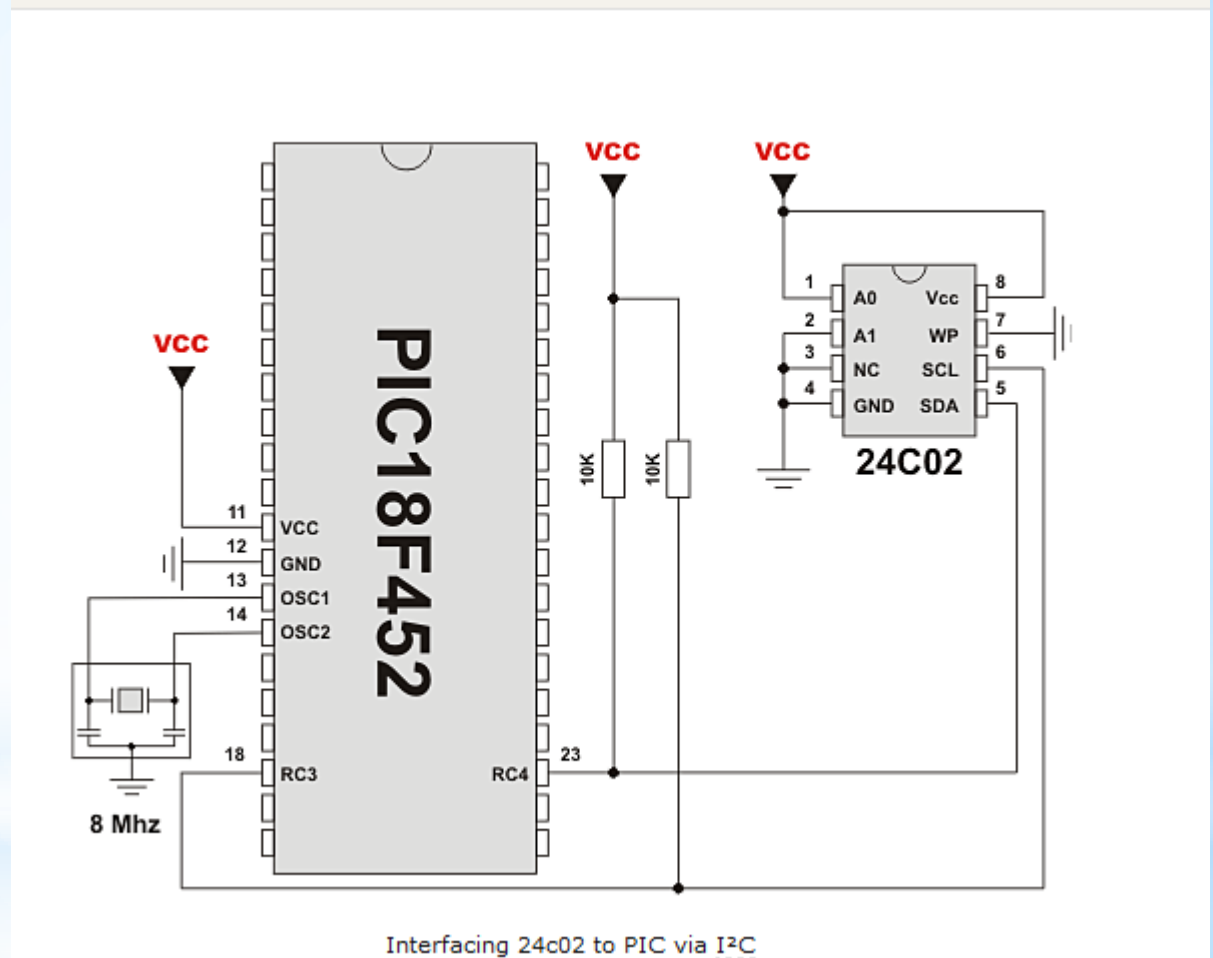 VCC
VCC
VCC
PIC18F452
11
VCC
12
GND
13
OSC1
14
OSC2
18
RC3
RC4
23
8 Mhz
10K
10K
1
A0
Vcc
8
2
A1
WP
7
3
NC
SCL
6
4
GND
SDA
5
24C02
Interfacing 24c02 to PIC via I²C